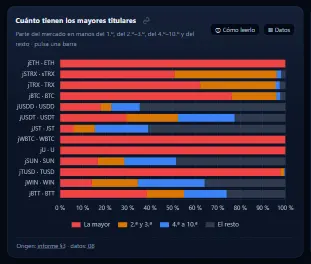 Cuánto tienen los mayores titulares
Cómo leerlo
Datos
Parte del mercado en manos del 1.º, del 2.º–3.º, del 4.º–10.º y del
resto · pulsa una barra
jETH · ETH
jSTRX · sTRX
jTRX · TRX
jBTC · BTC
jUSDD · USDD
jUSDT · USDT
jJST · JST
jWBTC · WBTC
jU · U
jSUN · SUN
jTUSD · TUSD
jWIN · WIN
jBTT · BTT
0 % 10 % 20 % 30 % 40 % 50 % 60 % 70 % 80 % 90 % 100 %
La mayor 2.ª y 3.ª 4.ª a 10.ª El resto